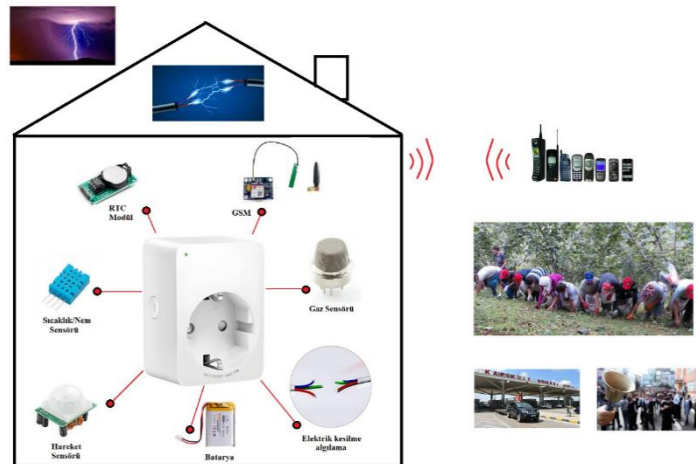 RTC
Modül
GSM
Sıcaklık/Nem
Sensörü
Gaz Sensörü
Hareket
Sensörü
Batarya
Elektrik kesilme
algılama